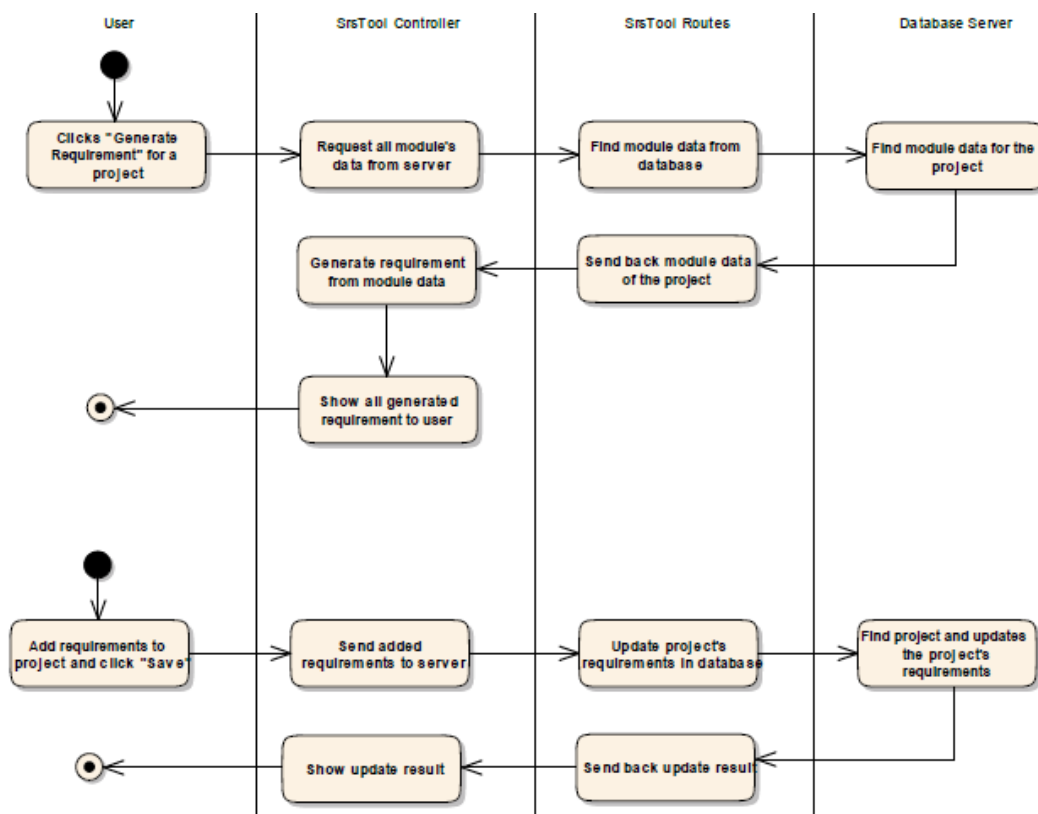 User
SrsTool Controller
SrsTool Routes
Database Server
Clicks "Generate
Requirement" for a
project
Request all module's
data from server
Find module data from
database
Find module data for the
project
Generate requirement
from module data
Send back module data
of the project
Show all generated
requirement to user
Add requirements to
project and click "Save"
Send added
requirements to server
Update project's
requirements in database
Find project and updates
the project's
requirements
Show update result
Send back update result